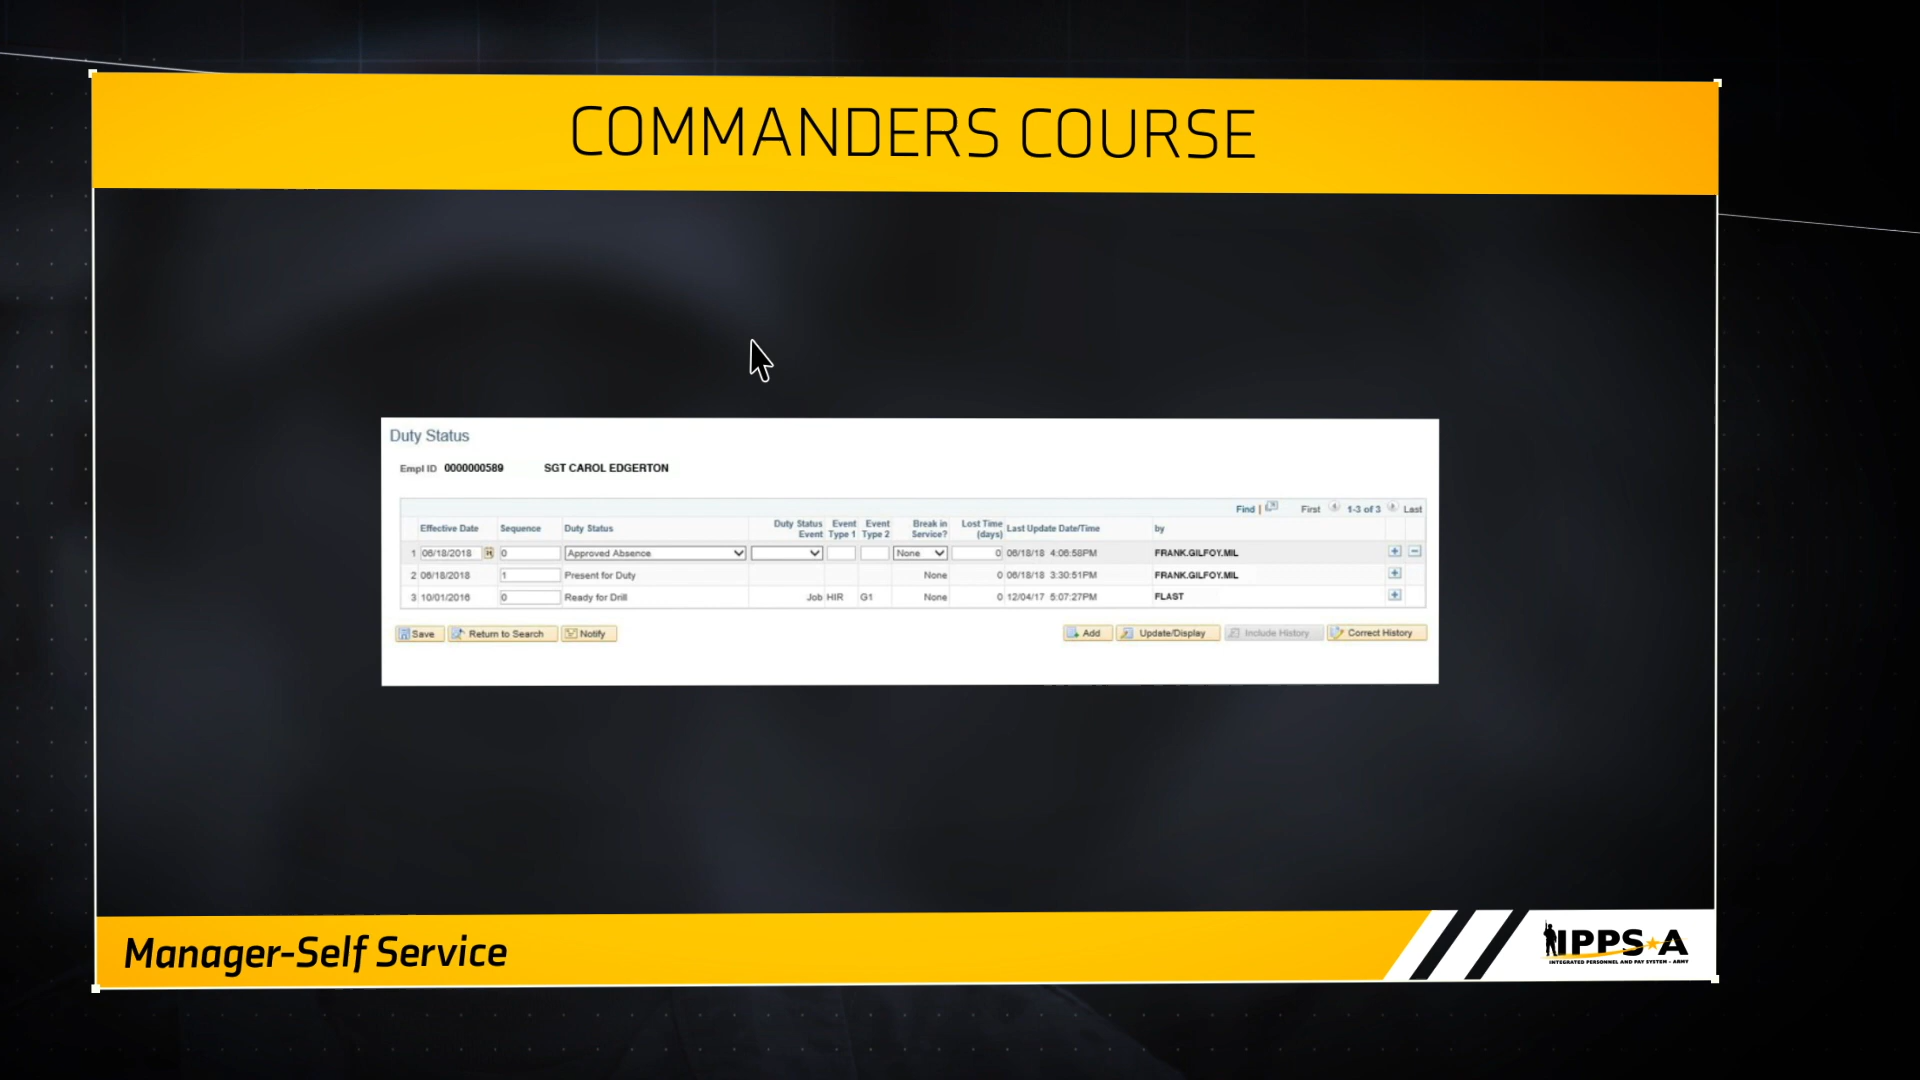 COMMANDERS COURSE
Duty Status
Empl ID 0000000589 SGT CAROL EDGERTON
Find | First 1-3 of 3 Last
Effective Date Sequence Duty Status Duty Status Event Event Type 1 Event Type 2 Break in Service? Lost Time (days) Last Update Date/Time by
1 06/18/2018 0 Approved Absence None 0 06/18/18 4:06:58PM FRANK.GILFOY.MIL
2 06/18/2018 1 Present for Duty None 0 06/18/18 3:30:51PM FRANK.GILFOY.MIL
3 10/01/2016 0 Ready for Drill Job HIR G1 None 0 12/04/17 5:07:27PM FLAST
Save Return to Search Notify Add Update/Display Include History Correct History
Manager-Self Service
IPPS-A
INTEGRATED PERSONNEL AND PAY SYSTEM - ARMY